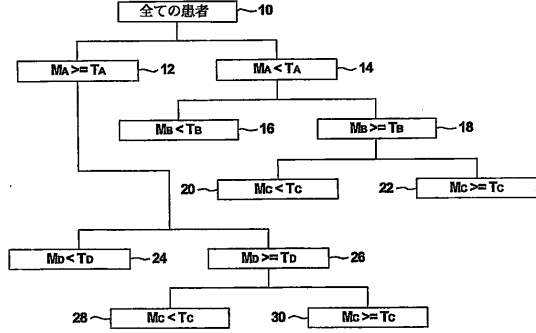 全ての患者 10
MA>=TA 12 MA<TA 14
MB<TB 16 MB>=TB 18
20 MC<TC 22 MC>=TC
MD<TD 24 MD>=TD 26
28 MC<TC 30 MC>=TC